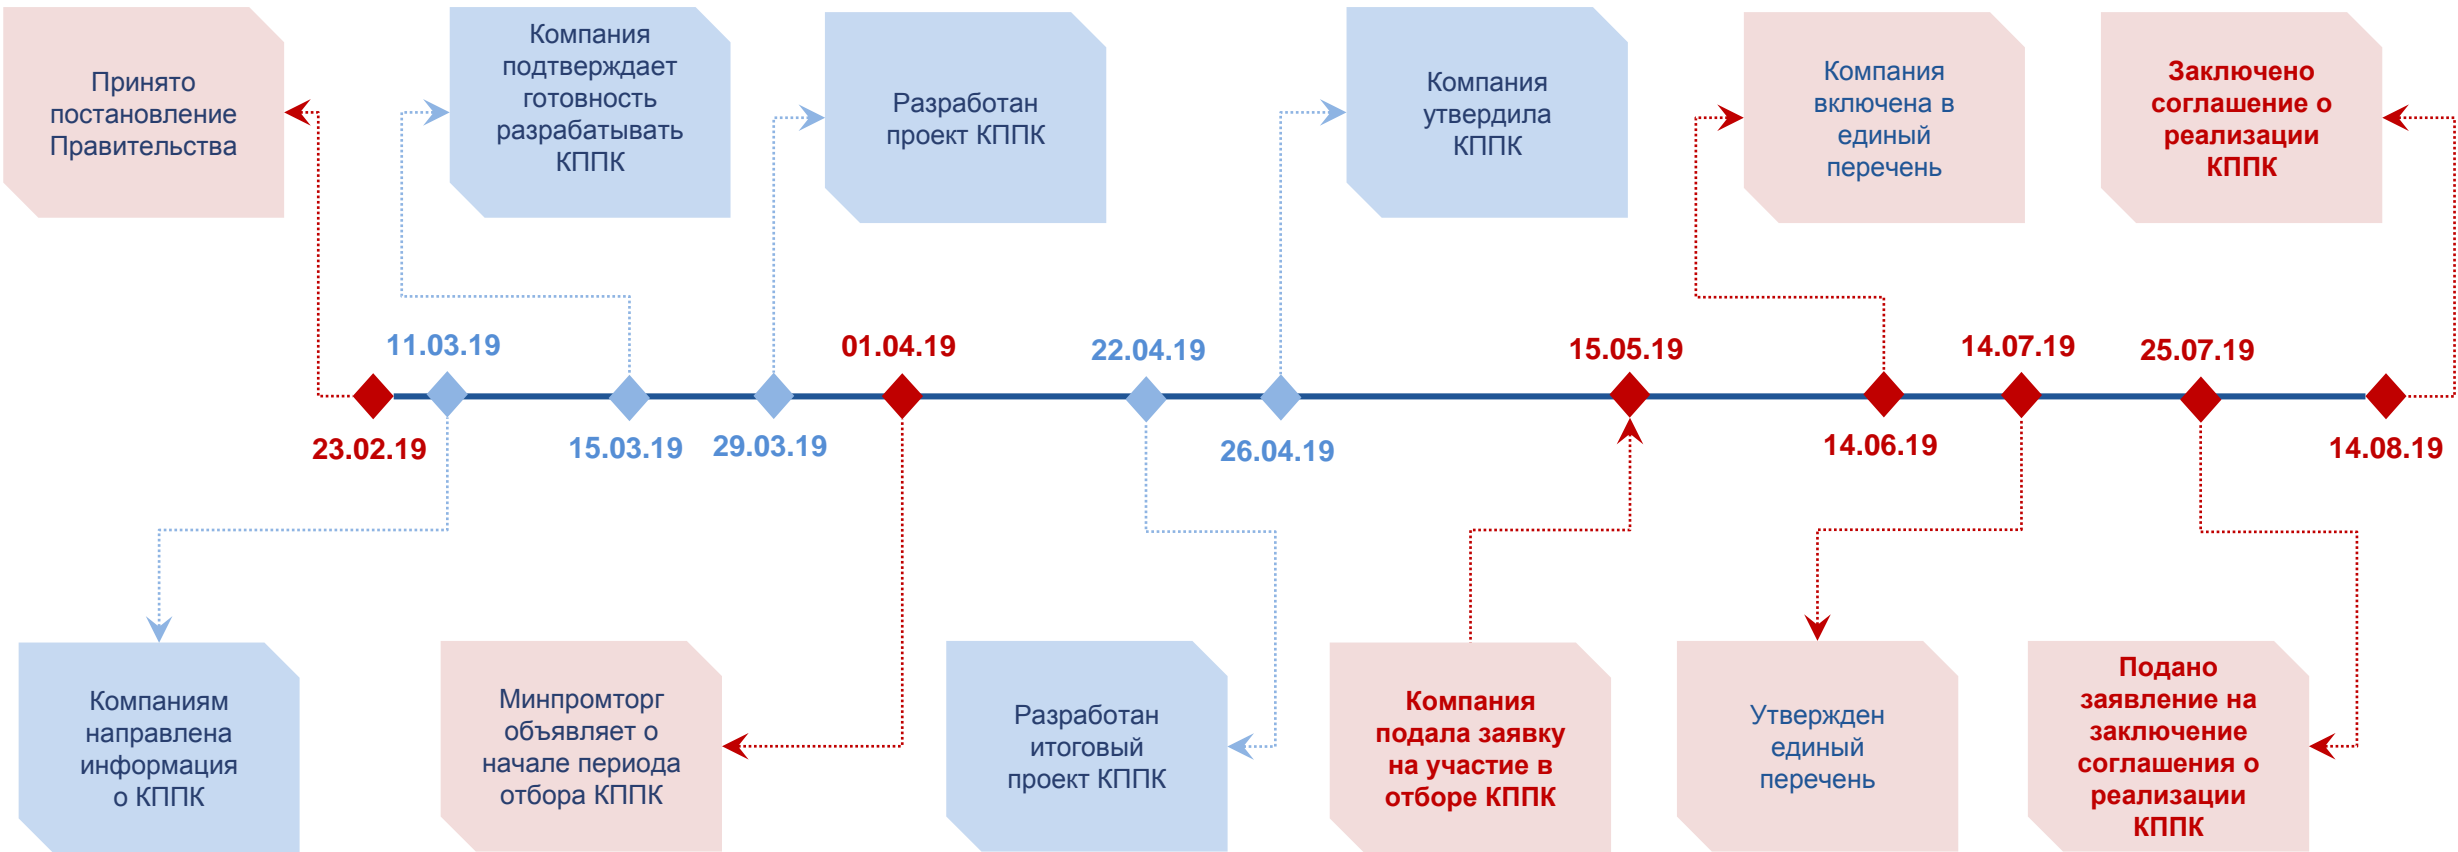 Принято
постановление
Правительства
Компания
подтверждает
готовность
разрабатывать
КППК
Разработан
проект КППК
Компания
утвердила
КППК
Компания
включена в
единый
перечень
Заключено
соглашение о
реализации
КППК
11.03.19
01.04.19
22.04.19
15.05.19
14.07.19
25.07.19
23.02.19
15.03.19
29.03.19
26.04.19
14.06.19
14.08.19
Компаниям
направлена
информация
о КППК
Минпромторг
объявляет о
начале периода
отбора КППК
Разработан
итоговый
проект КППК
Компания
подала заявку
на участие в
отборе КППК
Утвержден
единый
перечень
Подано
заявление на
заключение
соглашения о
реализации
КППК